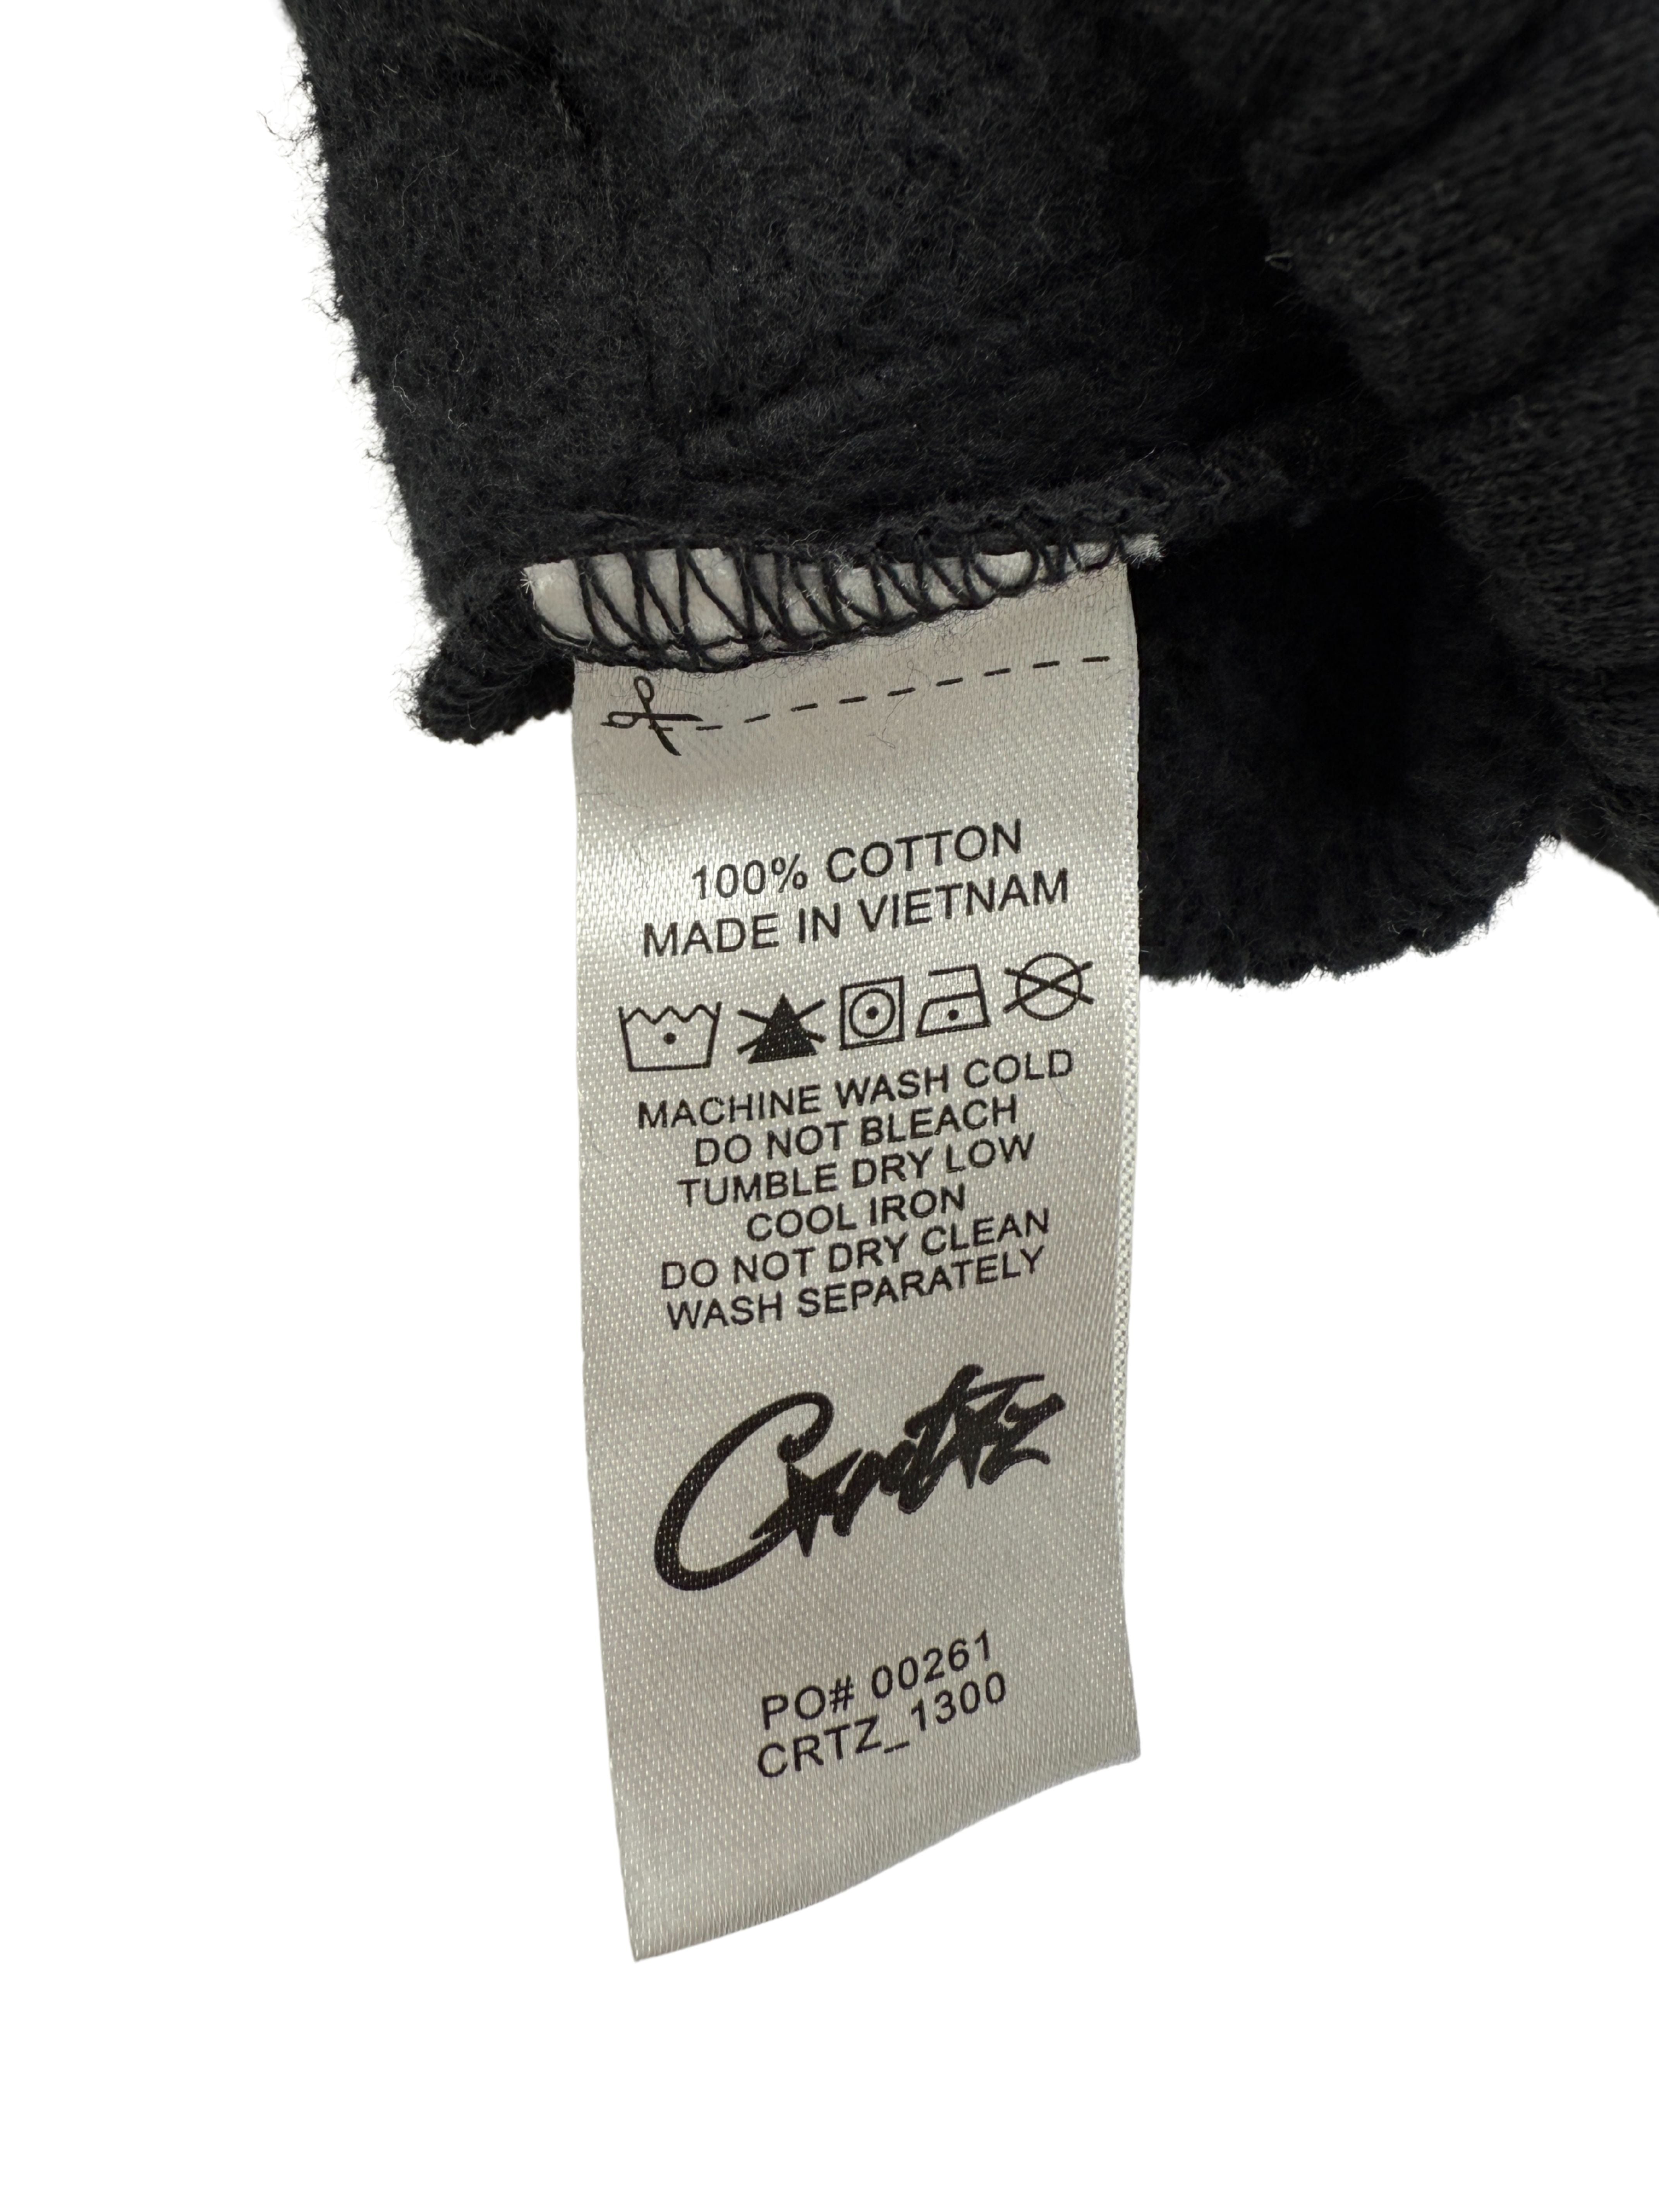 100% COTTON
MADE IN VIETNAM
MACHINE WASH COLD
DO NOT BLEACH
TUMBLE DRY LOW
COOL IRON
DO NOT DRY CLEAN
WASH SEPARATELY
Crtz
PO# 00261
CRTZ_1300